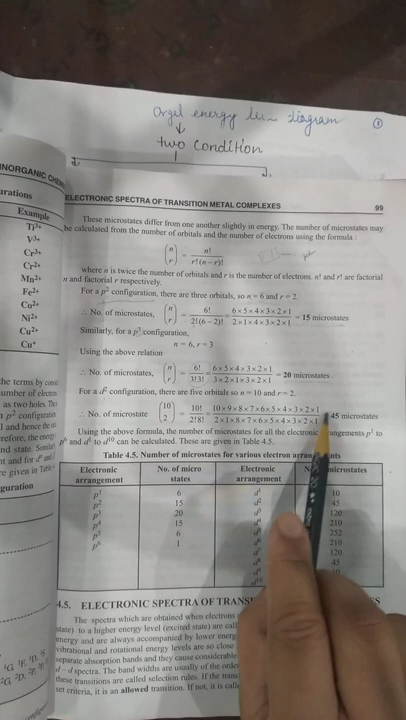 Orgel energy diagram
two condition
INORGANIC
ELECTRONIC SPECTRA OF TRANSITION METAL COMPLEXES 99
urations
Example
Ti³⁺
V³⁺
Cr³⁺
Cr²⁺
Mn²⁺
Fe²⁺
Co²⁺
Ni²⁺
Cu²⁺
Cu⁺
These microstates differ from one another slightly in energy. The number of microstates may
be calculated from the number of orbitals and the number of electrons using the formula :
(n r) = n! / r!(n-r)!
where n is twice the number of orbitals and r is the number of electrons. n! and r! are factorial
n and factorial r respectively.
For a p² configuration, there are three orbitals, so n = 6 and r = 2.
∴ No. of microstates, (n r) = 6! / 2!(6-2)! = 6×5×4×3×2×1 / 2×1×4×3×2×1 = 15 microstates
Similarly, for a p³ configuration,
n = 6, r = 3
Using the above relation
∴ No. of microstates, (n r) = 6! / 3!3! = 6×5×4×3×2×1 / 3×2×1×3×2×1 = 20 microstates
For a d² configuration, there are five orbitals so n = 10 and r = 2.
∴ No. of microstate (10 2) = 10! / 2!8! = 10×9×8×7×6×5×4×3×2×1 / 2×1×8×7×6×5×4×3×2×1 45 microstates
Using the above formula, the number of microstates for all the electronic arrangements p¹ to
p⁶ and d¹ to d¹⁰ can be calculated. These are given in Table 4.5.
Table 4.5. Number of microstates for various electron
Electronic arrangement No. of micro states Electronic arrangement microstates
p¹ 6 d¹ 10
p² 15 d² 45
p³ 20 d³ 120
p⁴ 15 d⁴ 210
p⁵ 6 d⁵ 252
p⁶ 1 d⁶ 210
d⁷ 120
d⁸ 45
d¹⁰
4.5. ELECTRONIC SPECTRA OF
The spectra which are obtained when electrons
state) to a higher energy level (excited state) are
energy and are always accompanied by lower
vibrational and rotational energy levels are so close
separate absorption bands and they cause considerable
d – d spectra. The band widths are usually of the
these transitions are called selection rules. If the
set criteria, it is an allowed transition. If not, it is